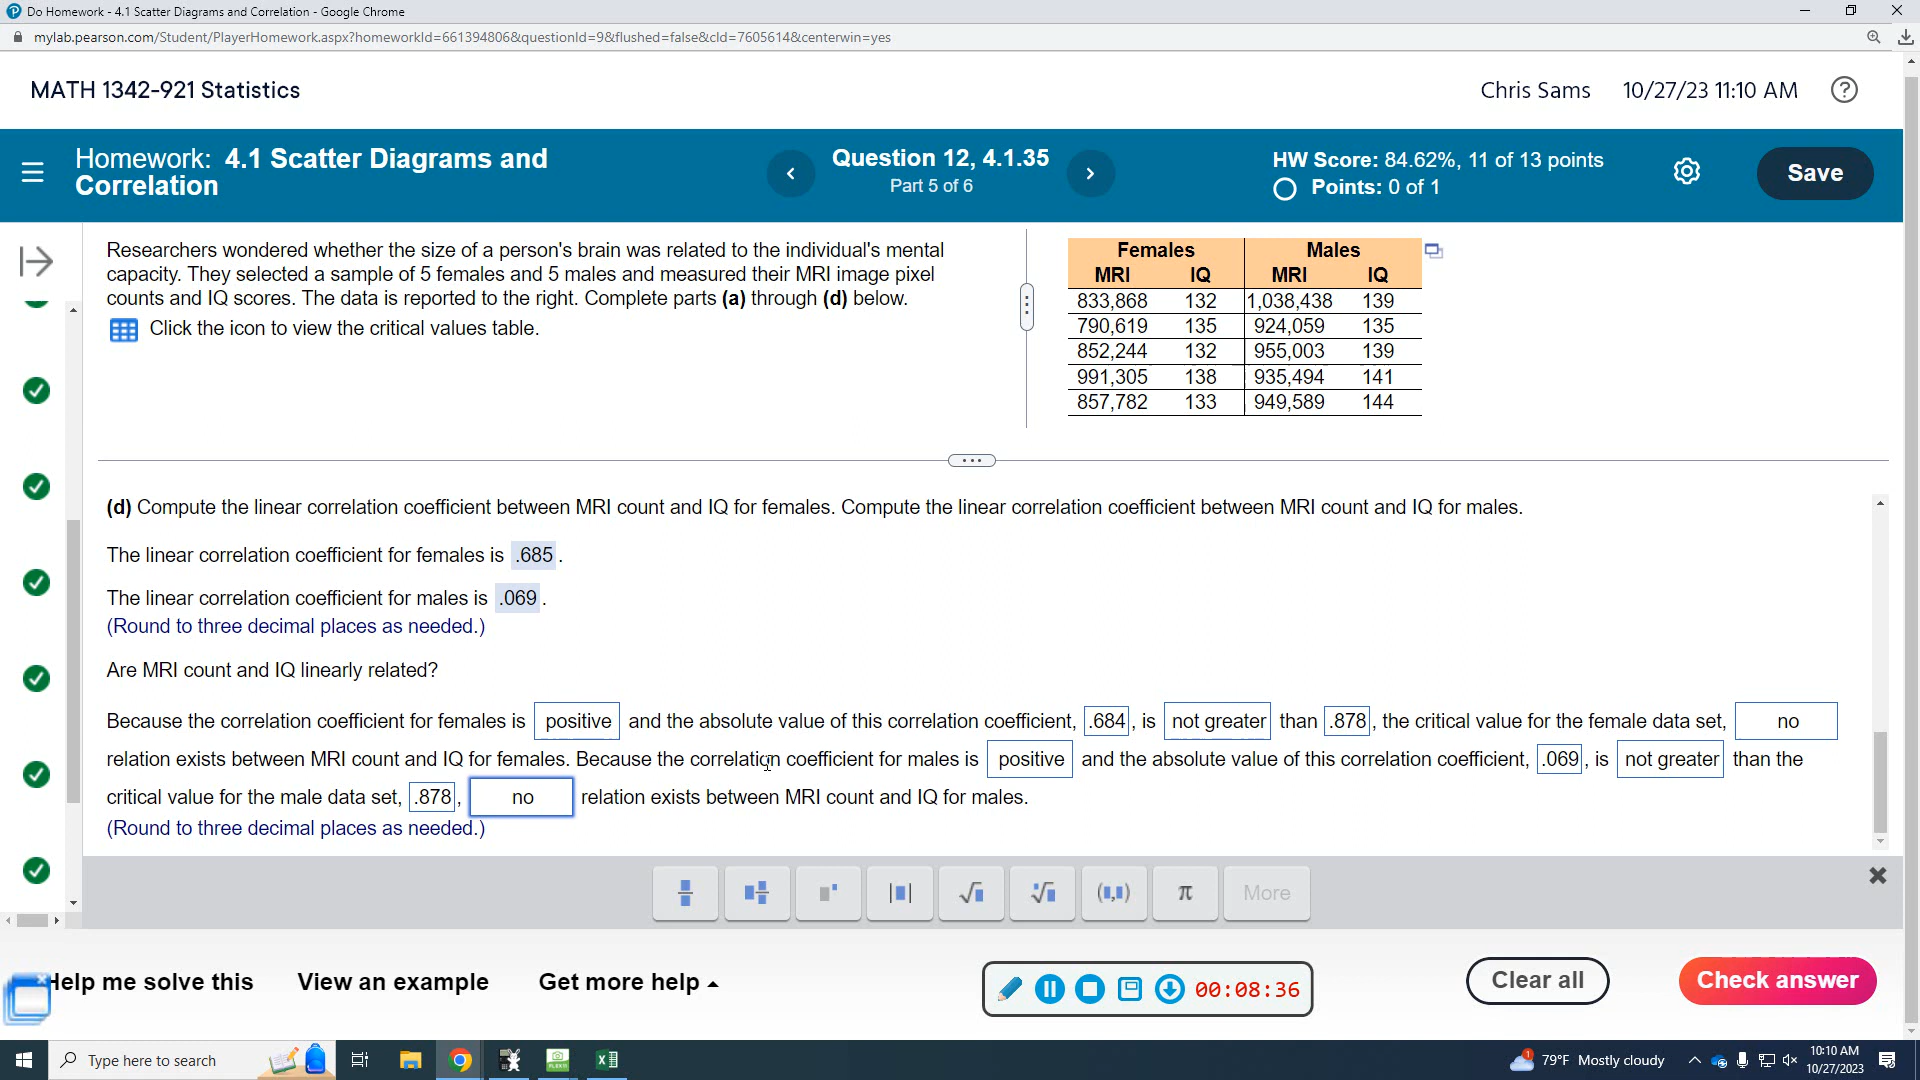 Do Homework - 4.1 Scatter Diagrams and Correlation - Google Chrome
mylab.pearson.com/Student/PlayerHomework.aspx?homeworkId=661394806&questionId=9&flushed=false&cId=7605614&centerwin=yes
MATH 1342-921 Statistics
Chris Sams 10/27/23 11:10 AM
Homework: 4.1 Scatter Diagrams and
Correlation
Question 12, 4.1.35
Part 5 of 6
HW Score: 84.62%, 11 of 13 points
Points: 0 of 1
Save
Researchers wondered whether the size of a person's brain was related to the individual's mental
capacity. They selected a sample of 5 females and 5 males and measured their MRI image pixel
counts and IQ scores. The data is reported to the right. Complete parts (a) through (d) below.
Click the icon to view the critical values table.
Females Males
MRI IQ MRI IQ
833,868 132 1,038,438 139
790,619 135 924,059 135
852,244 132 955,003 139
991,305 138 935,494 141
857,782 133 949,589 144
(d) Compute the linear correlation coefficient between MRI count and IQ for females. Compute the linear correlation coefficient between MRI count and IQ for males.
The linear correlation coefficient for females is .685.
The linear correlation coefficient for males is .069.
(Round to three decimal places as needed.)
Are MRI count and IQ linearly related?
Because the correlation coefficient for females is positive and the absolute value of this correlation coefficient, .684, is not greater than .878, the critical value for the female data set, no
relation exists between MRI count and IQ for females. Because the correlation coefficient for males is positive and the absolute value of this correlation coefficient, .069, is not greater than the
critical value for the male data set, .878, no relation exists between MRI count and IQ for males.
(Round to three decimal places as needed.)
More
Help me solve this
View an example
Get more help
00:08:36
Clear all
Check answer
Type here to search
79°F Mostly cloudy
10:10 AM
10/27/2023